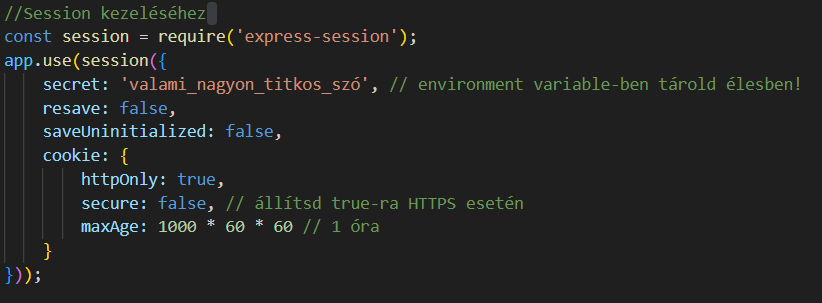 //Session kezeléséhez
const session = require('express-session');
app.use(session({
    secret: 'valami_nagyon_titkos_szó', // environment variable-ben tárold élesben!
    resave: false,
    saveUninitialized: false,
    cookie: {
        httpOnly: true,
        secure: false, // állítsd true-ra HTTPS esetén
        maxAge: 1000 * 60 * 60 // 1 óra
    }
}));